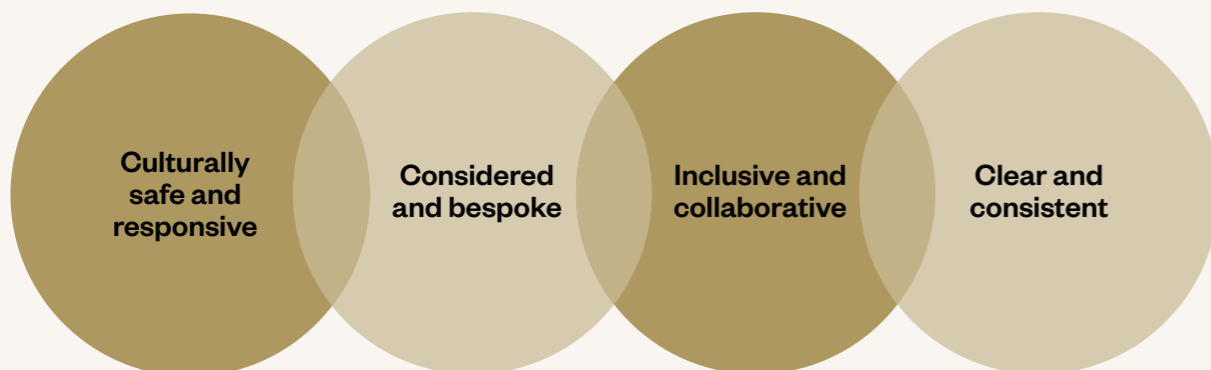 Culturally
safe and
responsive
Considered
and bespoke
Inclusive and
collaborative
Clear and
consistent